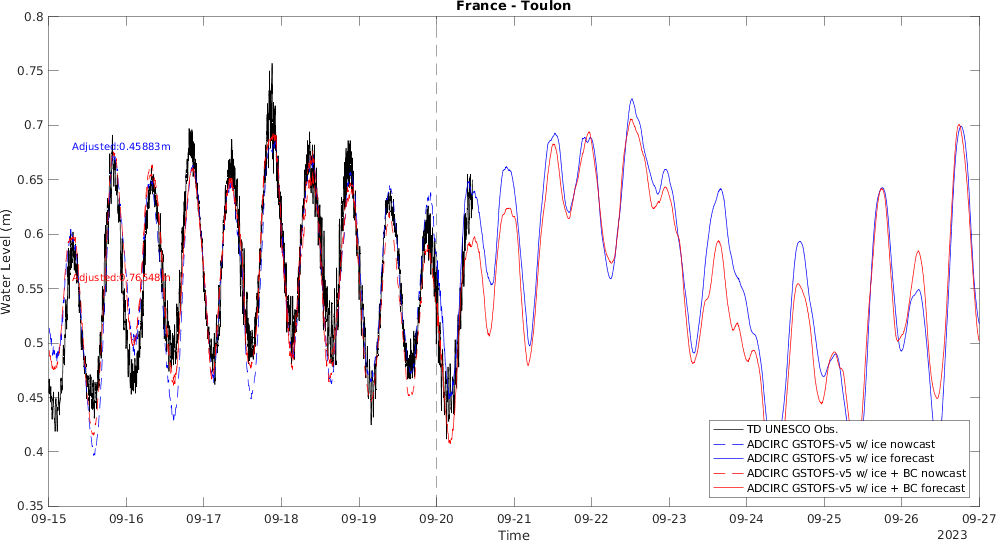 France - Toulon
0.8
0.75
0.7
0.65
0.6
0.55
0.5
0.45
0.4
0.35
Water Level (m)
Adjusted:0.45883m
Adjusted:0.76548m
TD UNESCO Obs.
ADCIRC GSTOFS-v5 w/ ice nowcast
ADCIRC GSTOFS-v5 w/ ice forecast
ADCIRC GSTOFS-v5 w/ ice + BC nowcast
ADCIRC GSTOFS-v5 w/ ice + BC forecast
09-15 09-16 09-17 09-18 09-19 09-20 09-21 09-22 09-23 09-24 09-25 09-26 09-27
Time
2023